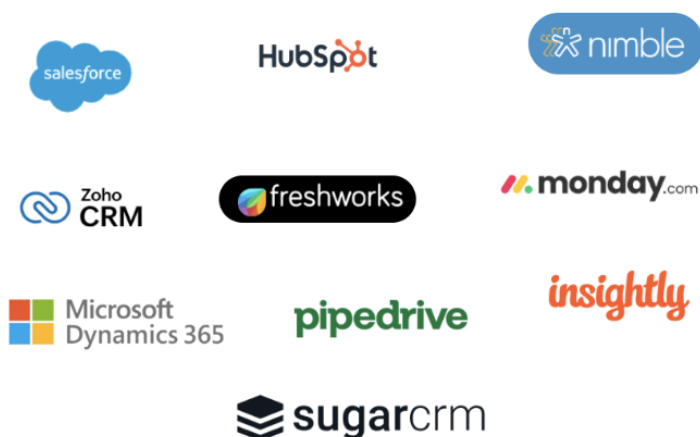 salesforce
HubSpot
nimble
Zoho
CRM
freshworks
monday.com
Microsoft
Dynamics 365
pipedrive
insightly
sugarcrm